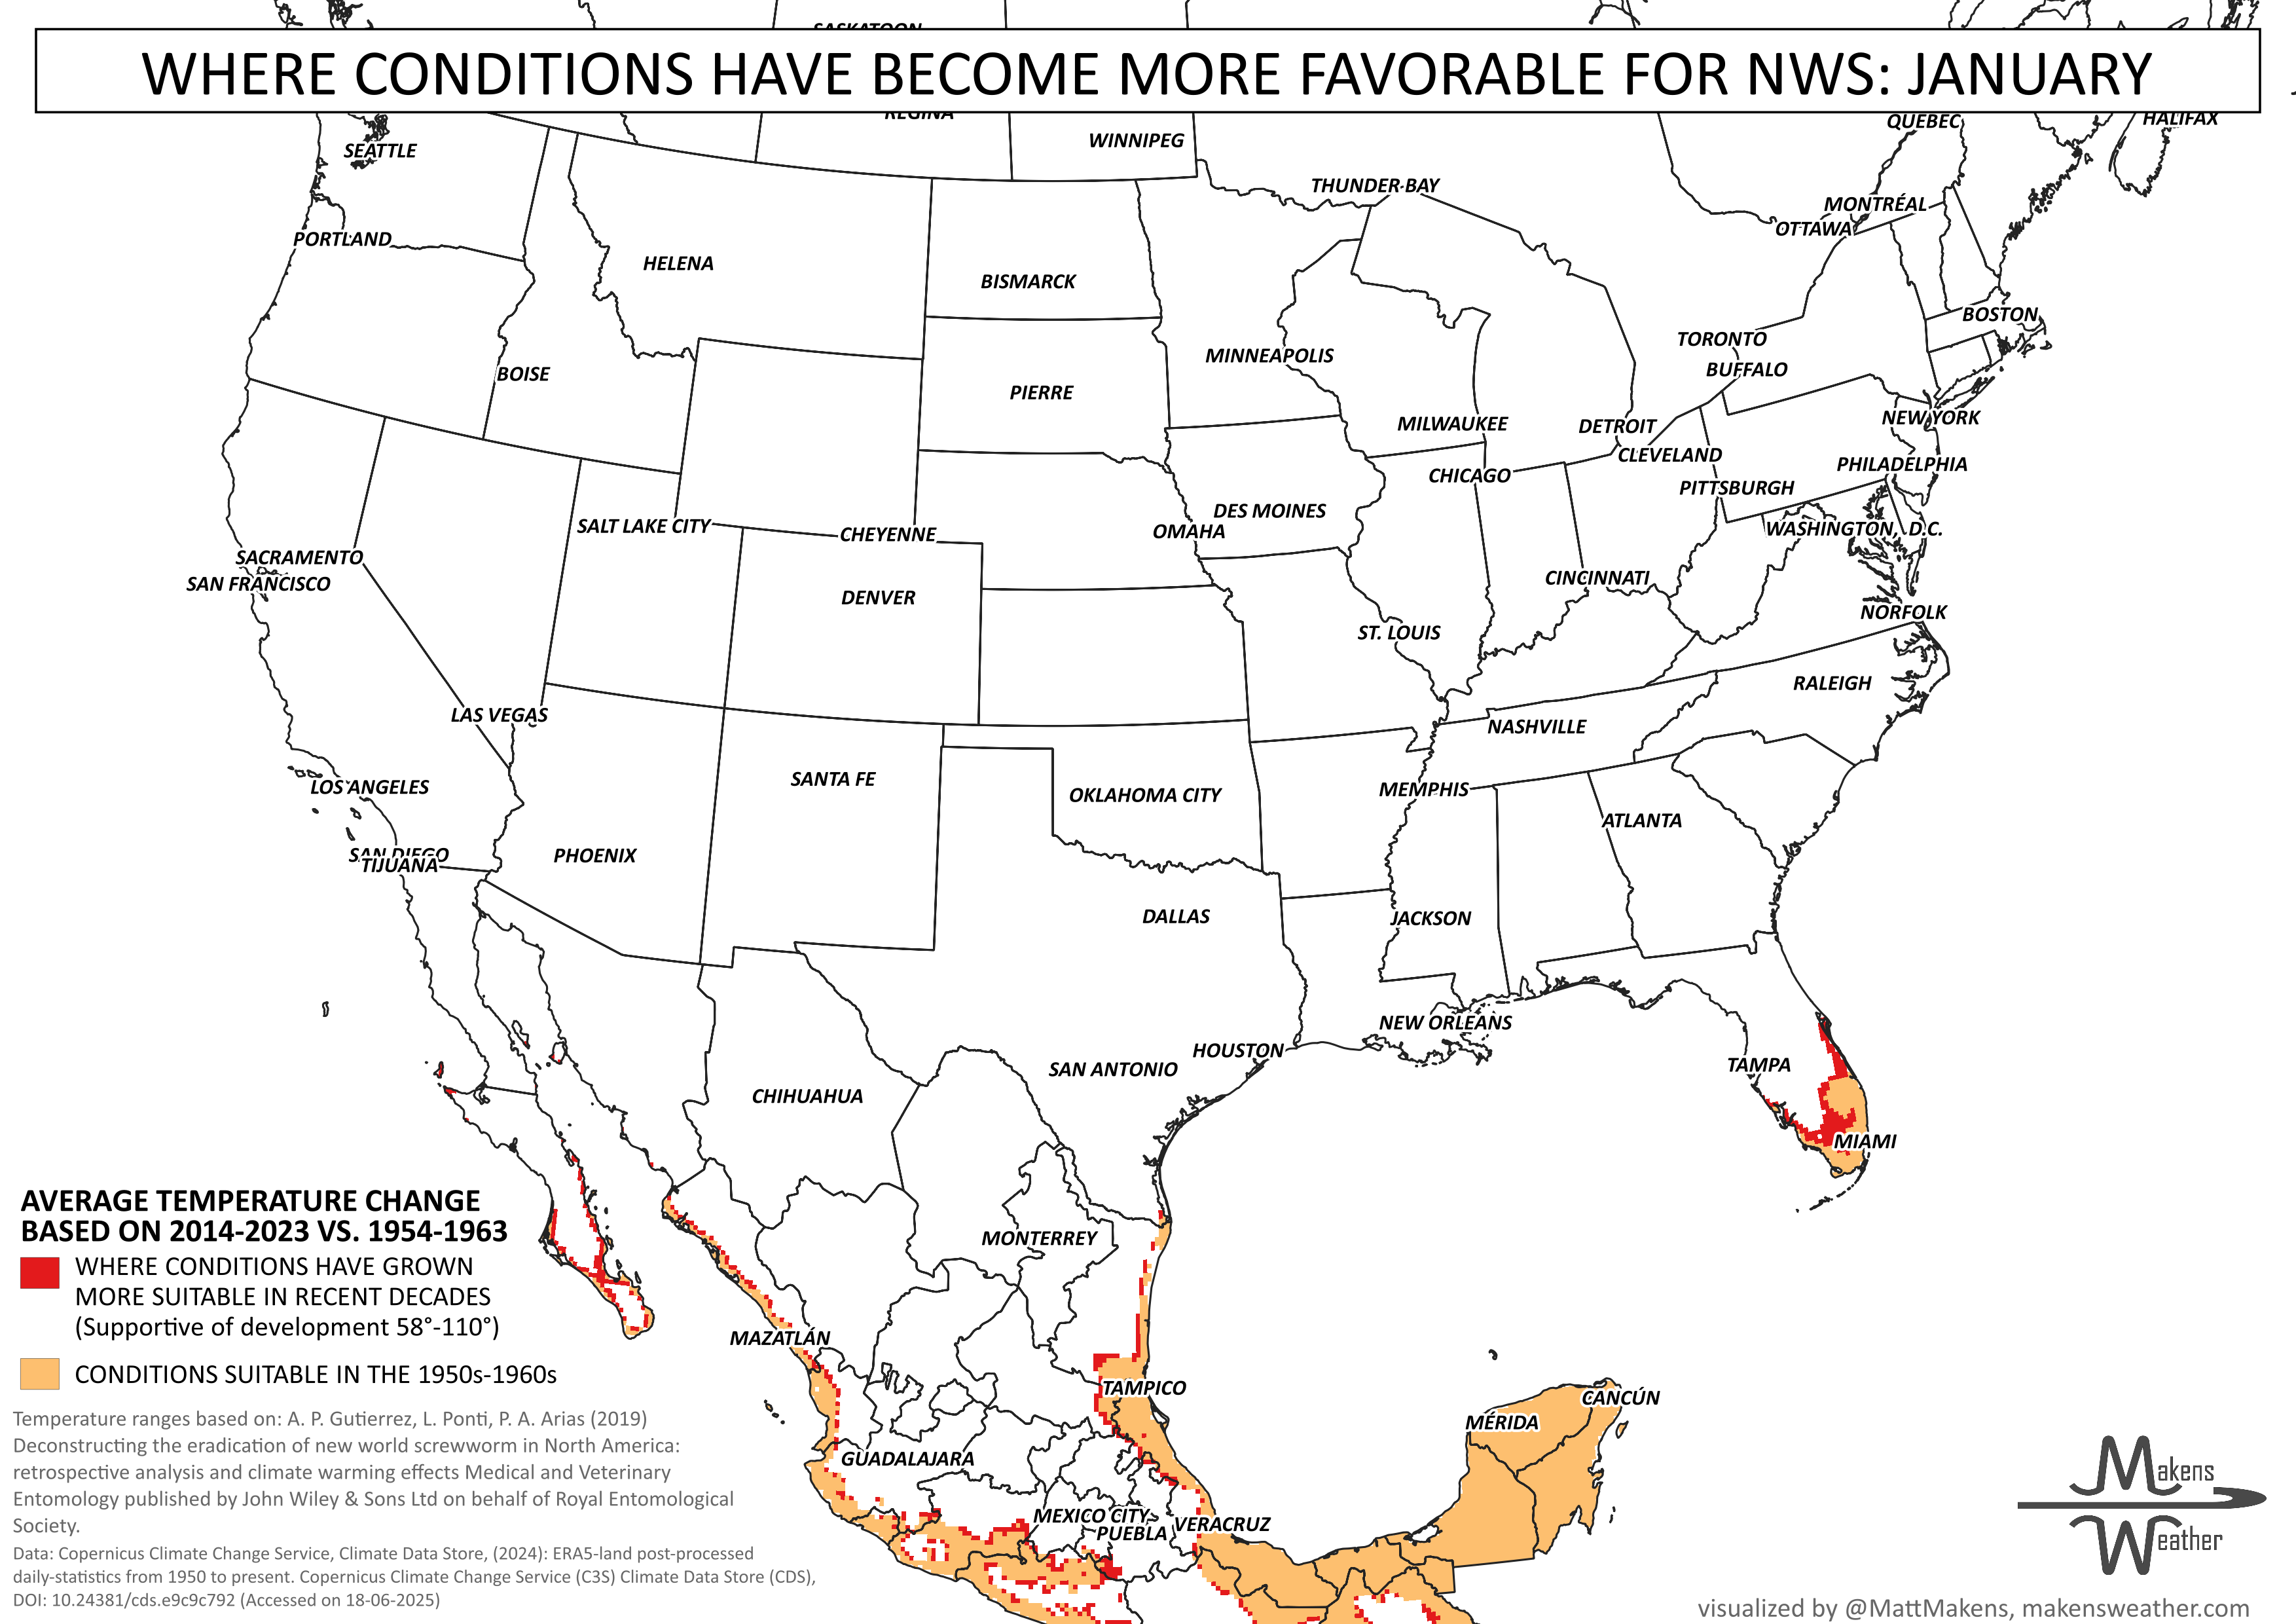 WHERE CONDITIONS HAVE BECOME MORE FAVORABLE FOR NWS: JANUARY
SASKATOON
REGINA
WINNIPEG
QUÉBEC
HALIFAX
SEATTLE
THUNDER BAY
MONTRÉAL
OTTAWA
PORTLAND
HELENA
BISMARCK
BOSTON
TORONTO
MINNEAPOLIS
BUFFALO
BOISE
PIERRE
NEW YORK
MILWAUKEE
DETROIT
CLEVELAND
PHILADELPHIA
CHICAGO
PITTSBURGH
DES MOINES
SALT LAKE CITY
CHEYENNE
OMAHA
WASHINGTON, D.C.
SACRAMENTO
SAN FRANCISCO
CINCINNATI
DENVER
NORFOLK
ST. LOUIS
RALEIGH
LAS VEGAS
NASHVILLE
SANTA FE
LOS ANGELES
OKLAHOMA CITY
MEMPHIS
ATLANTA
SAN DIEGO
TIJUANA
PHOENIX
DALLAS
JACKSON
NEW ORLEANS
HOUSTON
SAN ANTONIO
TAMPA
CHIHUAHUA
MIAMI
MONTERREY
MAZATLÁN
TAMPICO
CANCÚN
MÉRIDA
GUADALAJARA
MEXICO CITY
PUEBLA
VERACRUZ
AVERAGE TEMPERATURE CHANGE
BASED ON 2014-2023 VS. 1954-1963
WHERE CONDITIONS HAVE GROWN
MORE SUITABLE IN RECENT DECADES
(Supportive of development 58°-110°)
CONDITIONS SUITABLE IN THE 1950s-1960s
Temperature ranges based on: A. P. Gutierrez, L. Ponti, P. A. Arias (2019)
Deconstructing the eradication of new world screwworm in North America:
retrospective analysis and climate warming effects Medical and Veterinary
Entomology published by John Wiley & Sons Ltd on behalf of Royal Entomological
Society.
Data: Copernicus Climate Change Service, Climate Data Store, (2024): ERA5-land post-processed
daily-statistics from 1950 to present. Copernicus Climate Change Service (C3S) Climate Data Store (CDS),
DOI: 10.24381/cds.e9c9c792 (Accessed on 18-06-2025)
Makens
Weather
visualized by @MattMakens, makensweather.com